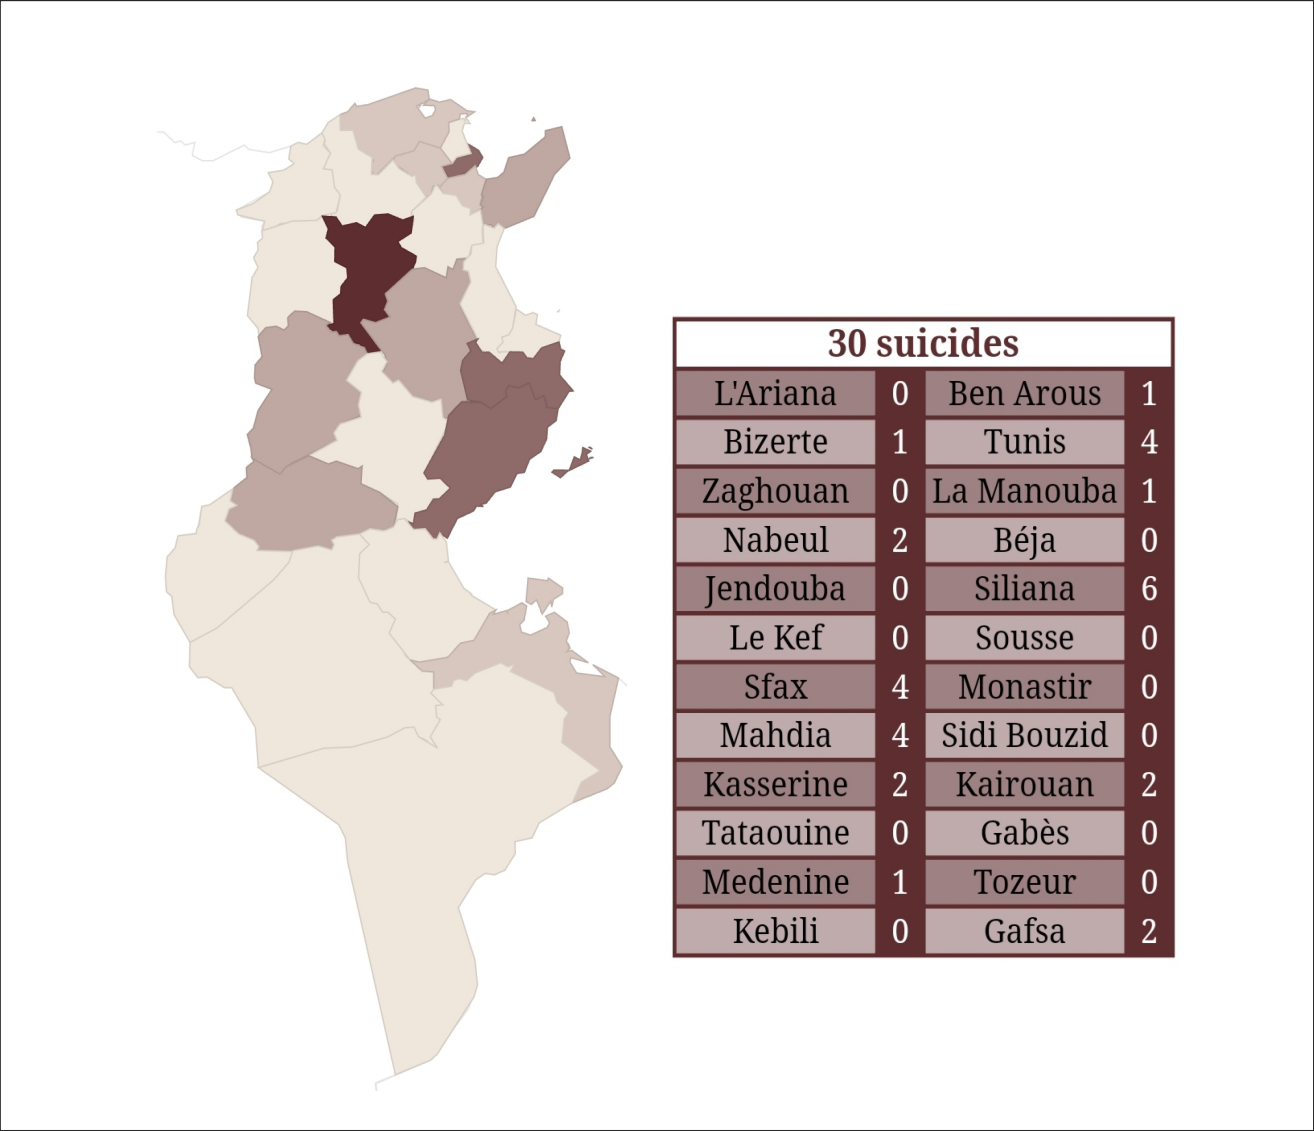 30 suicides
L'Ariana 0 Ben Arous 1
Bizerte 1 Tunis 4
Zaghouan 0 La Manouba 1
Nabeul 2 Béja 0
Jendouba 0 Siliana 6
Le Kef 0 Sousse 0
Sfax 4 Monastir 0
Mahdia 4 Sidi Bouzid 0
Kasserine 2 Kairouan 2
Tataouine 0 Gabès 0
Medenine 1 Tozeur 0
Kebili 0 Gafsa 2